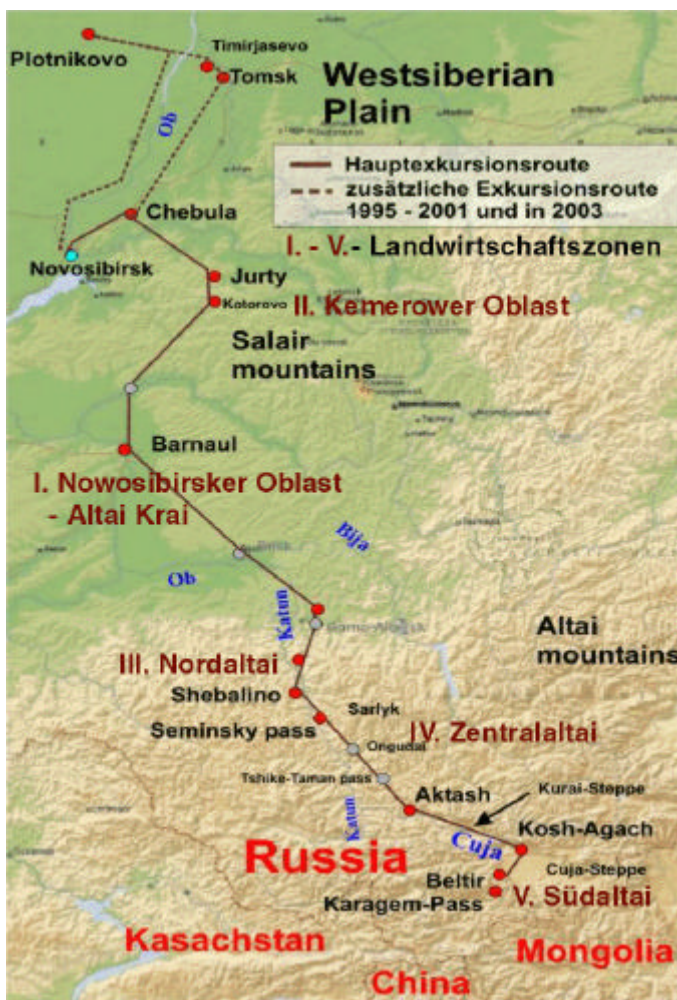 Plotnikovo
Timirjasevo
Tomsk
Westsiberian
Plain
Ob
Hauptexkursionsroute
zusätzliche Exkursionsroute
1995 - 2001 und in 2003
I. - V.- Landwirtschaftszonen
Chebula
Novosibirsk
Jurty
Kotorovo
II. Kemerower Oblast
Salair
mountains
Barnaul
I. Nowosibirsker Oblast
- Altai Krai
Bija
Ob
Katun
Altai
mountains
III. Nordaltai
Shebalino
Sarlyk
Seminsky pass
IV. Zentralaltai
Ongudai
Tshike-Taman pass
Katun
Aktash
Kurai-Steppe
Cuja
Kosh-Agach
Russia
Cuja-Steppe
Beltir
V. Südaltai
Karagem-Pass
Kasachstan
Mongolia
China